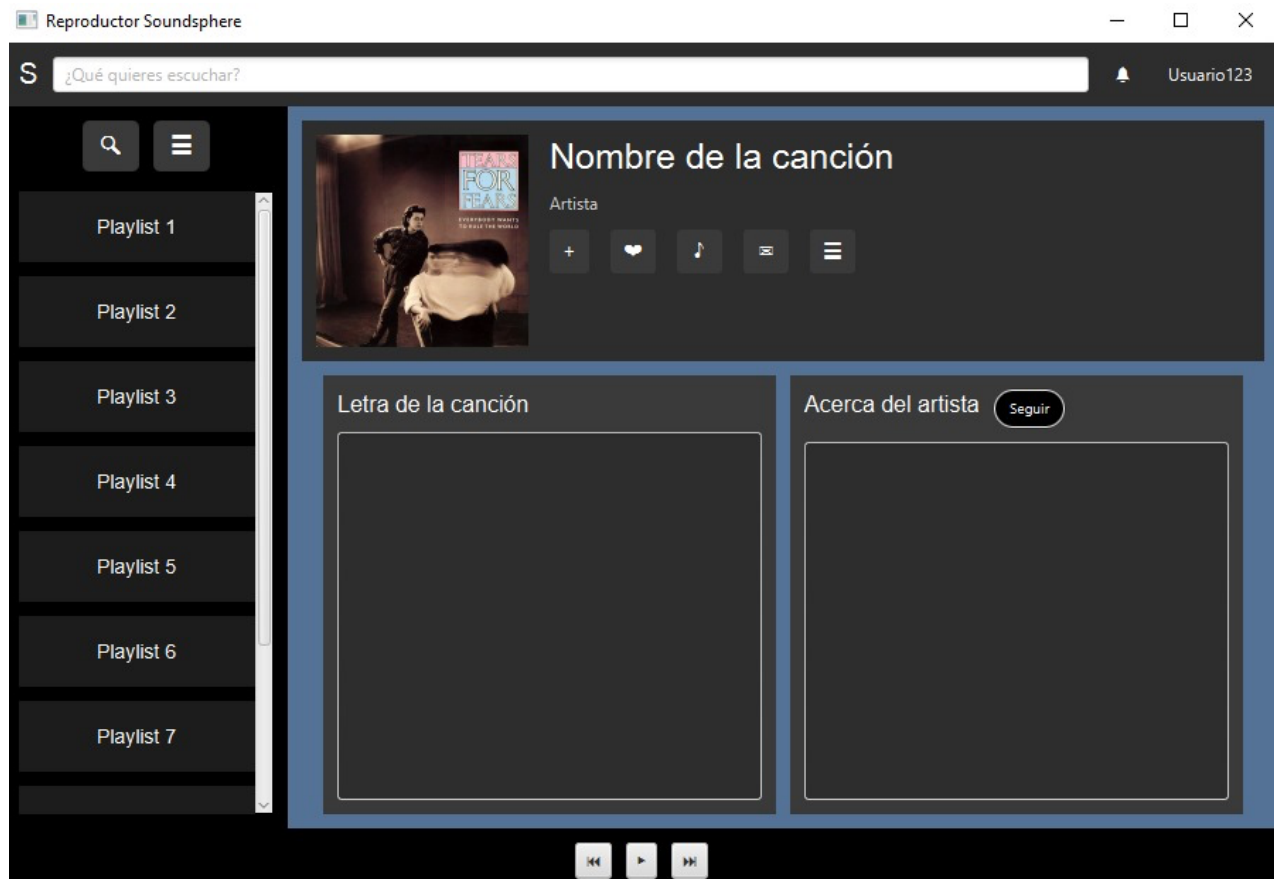 Reproductor Soundsphere
S
¿Qué quieres escuchar?
Usuario123
Playlist 1
Playlist 2
Playlist 3
Playlist 4
Playlist 5
Playlist 6
Playlist 7
TEARS
FOR
FEARS
EVERYBODY WANTS
TO RULE THE WORLD
Nombre de la canción
Artista
+
Letra de la canción
Acerca del artista
Seguir